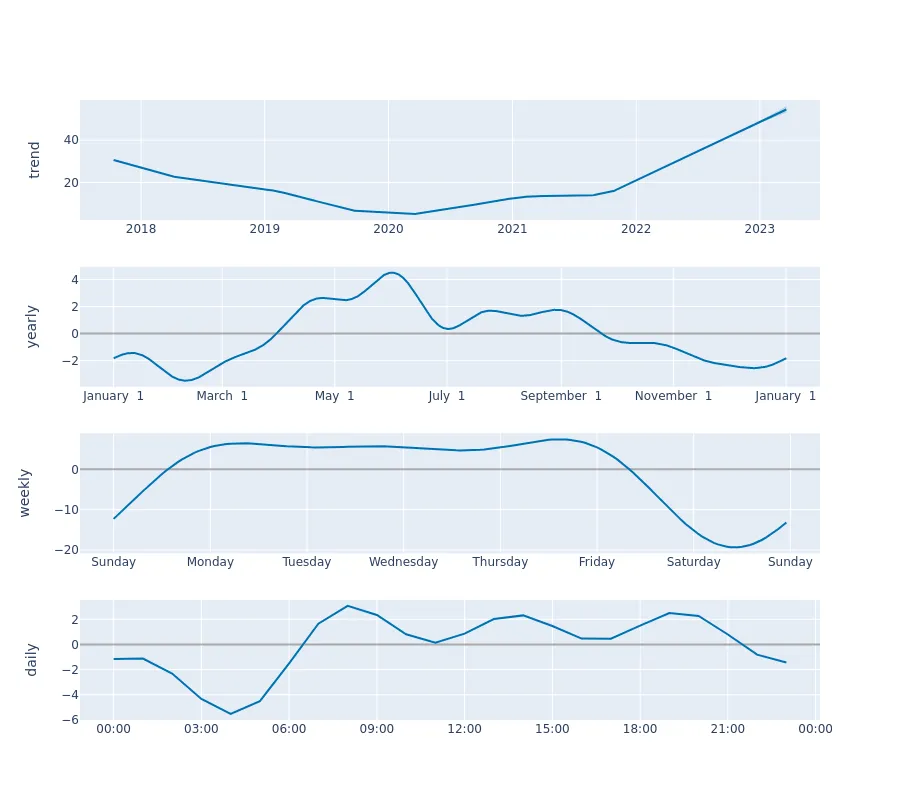 trend
40
20
2018 2019 2020 2021 2022 2023
yearly
4
2
0
−2
January 1 March 1 May 1 July 1 September 1 November 1 January 1
weekly
0
−10
−20
Sunday Monday Tuesday Wednesday Thursday Friday Saturday Sunday
daily
2
0
−2
−4
−6
00:00 03:00 06:00 09:00 12:00 15:00 18:00 21:00 00:00